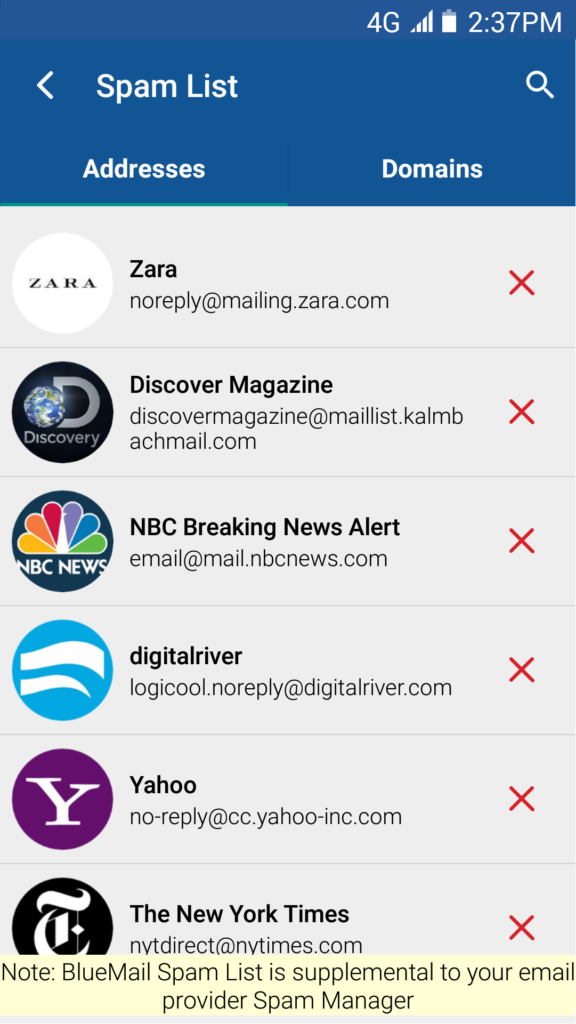 4G 2:37PM
Spam List
Addresses Domains
ZARA
Zara
noreply@mailing.zara.com
Discovery
Discover Magazine
discovermagazine@maillist.kalmb
achmail.com
NBC NEWS
NBC Breaking News Alert
email@mail.nbcnews.com
digitalriver
logicool.noreply@digitalriver.com
Y
Yahoo
no-reply@cc.yahoo-inc.com
T
The New York Times
nytdirect@nytimes.com
Note: BlueMail Spam List is supplemental to your email
provider Spam Manager